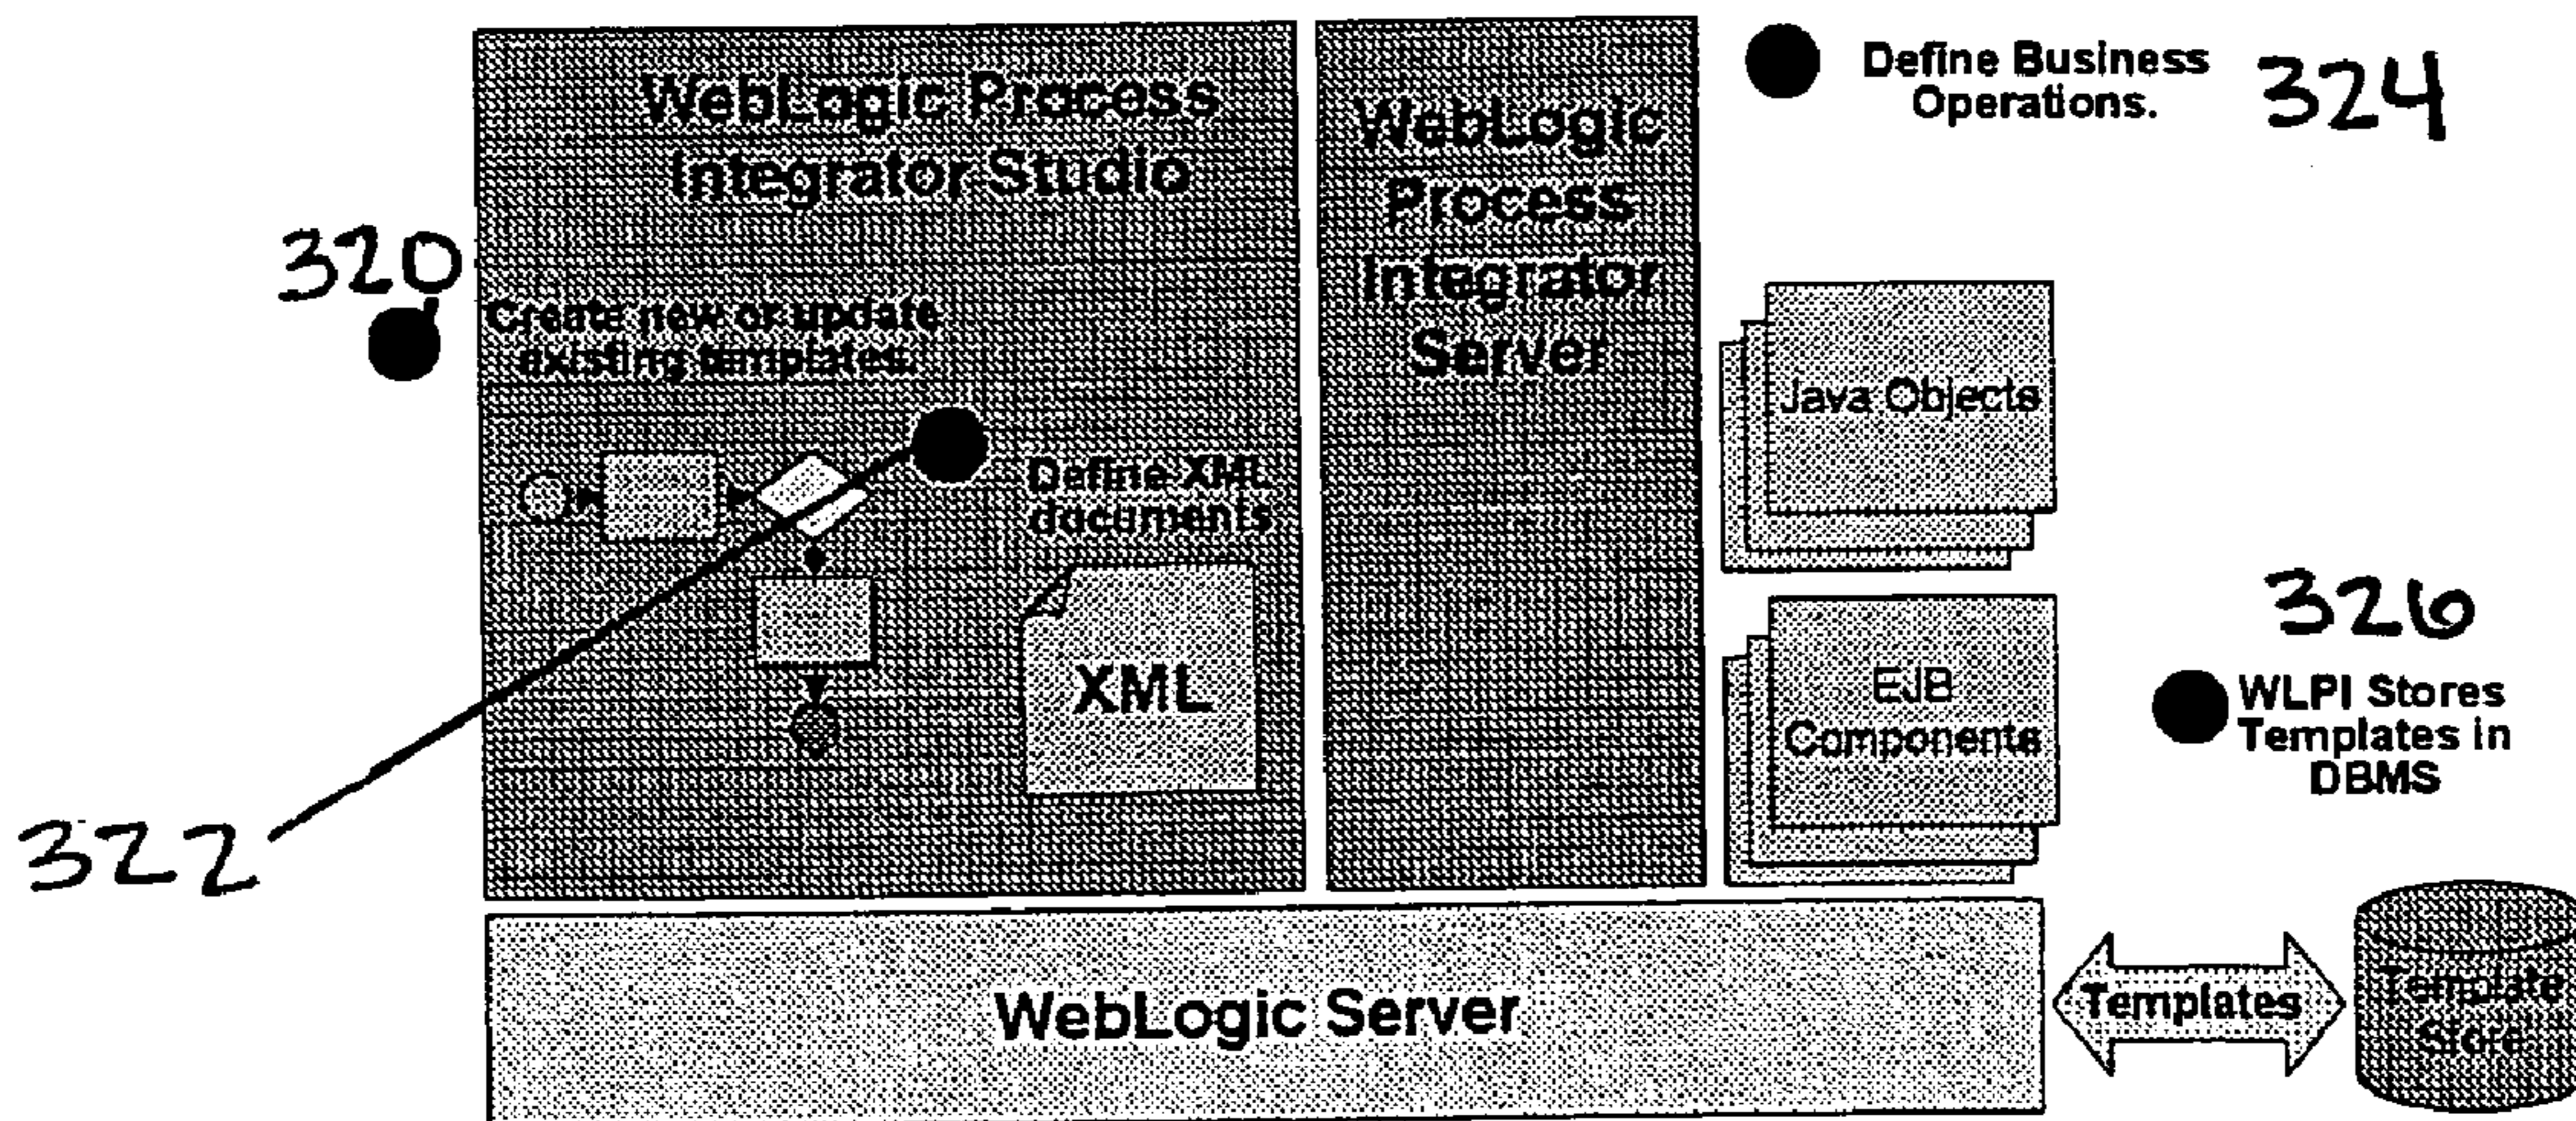 WebLogic Process
Integrator Studio
320
Create new or update
existing templates.
Define XML
documents
XML
322
WebLogic
Process
Integrator
Server
Define Business
Operations.
324
Java Objects
EJB
Components
326
WLPI Stores
Templates in
DBMS
WebLogic Server
Templates
Template
Store